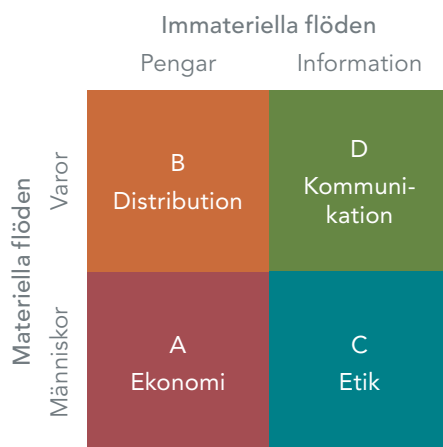 Immateriella flöden
Pengar
Information
Materiella flöden
Varor
B
Distribution
D
Kommuni-
kation
Människor
A
Ekonomi
C
Etik